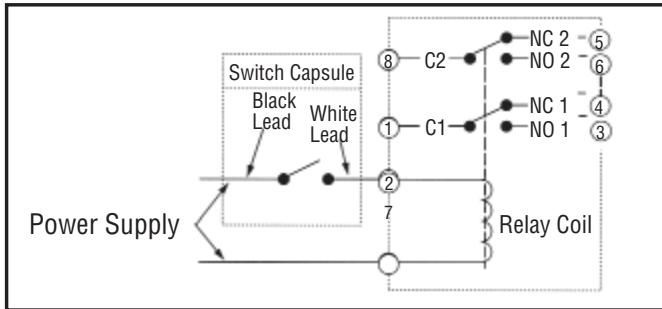 NC 2 5
8 C2 NO 2 6
Switch Capsule
Black White
Lead Lead
NC 1 4
1 C1 NO 1 3
2
7
Power Supply Relay Coil